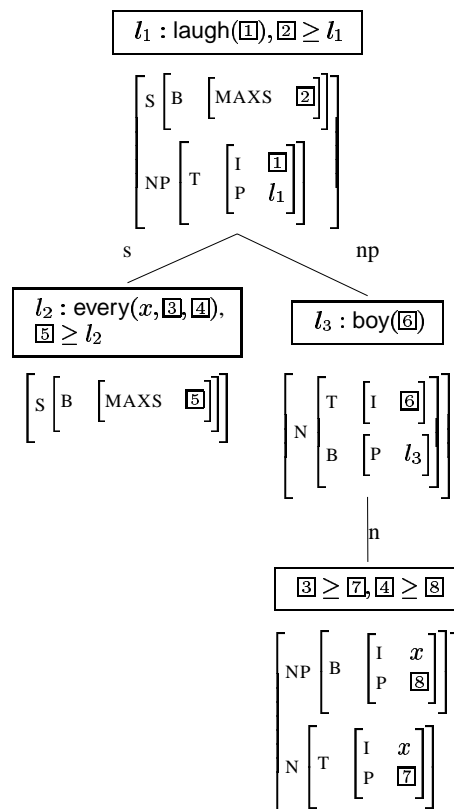 l₁ : laugh(1), 2 ≥ l₁
S B MAXS 2
NP T I 1
P l₁
s np
l₂ : every(x, 3, 4),
5 ≥ l₂
l₃ : boy(6)
S B MAXS 5
N T I 6
B P l₃
n
3 ≥ 7, 4 ≥ 8
NP B I x
P 8
N T I x
P 7